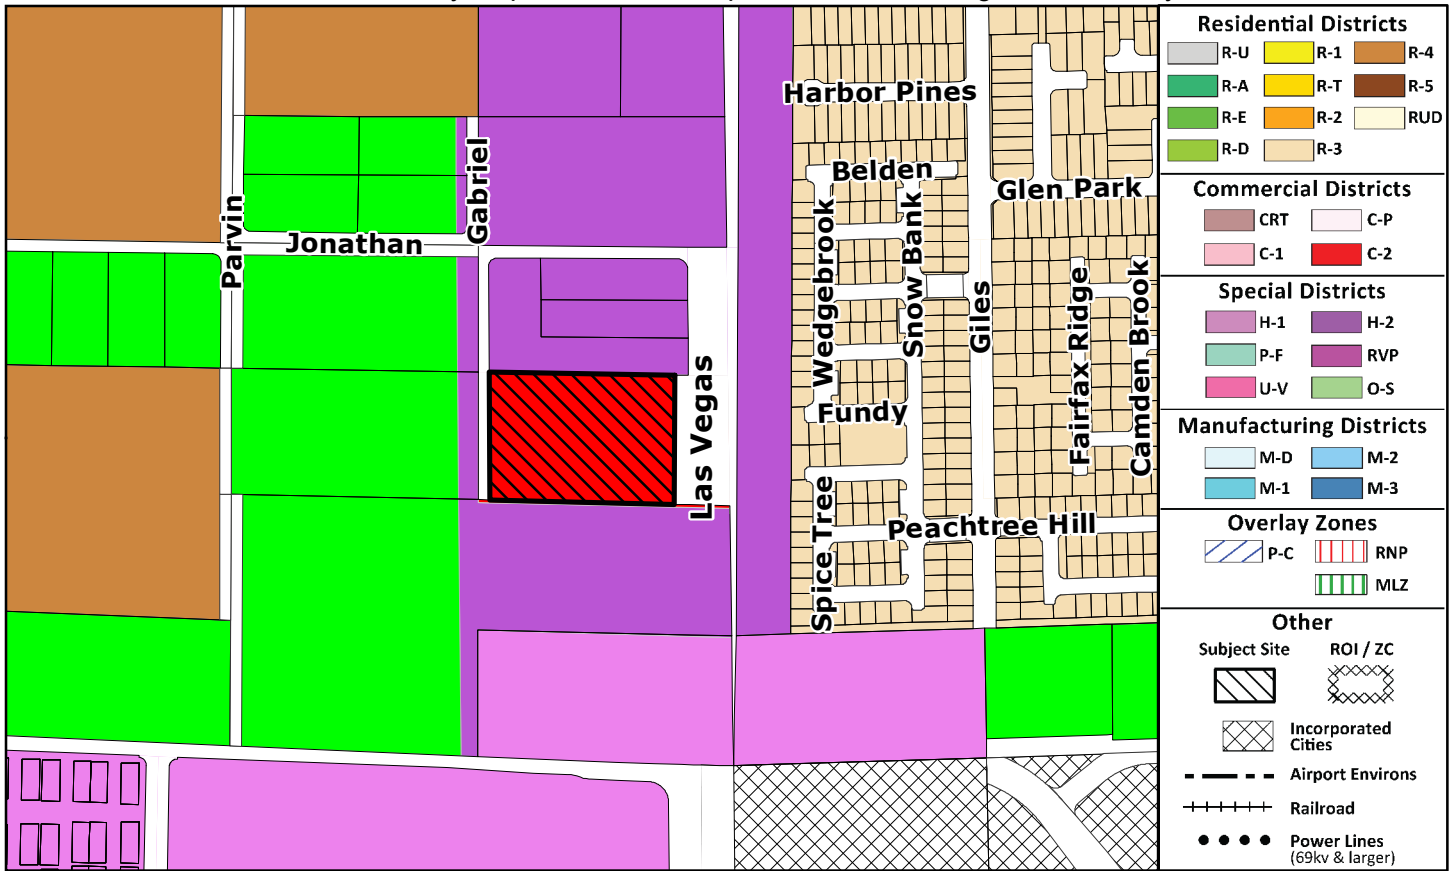 Harbor Pines
Belden
Glen Park
Gabriel
Parvin
Jonathan
Wedgebrook
Snow Bank
Giles
Fairfax Ridge
Camden Brook
Las Vegas
Fundy
Spice Tree
Peachtree Hill
Residential Districts
R-U R-1 R-4
R-A R-T R-5
R-E R-2 RUD
R-D R-3
Commercial Districts
CRT C-P
C-1 C-2
Special Districts
H-1 H-2
P-F RVP
U-V O-S
Manufacturing Districts
M-D M-2
M-1 M-3
Overlay Zones
P-C RNP
MLZ
Other
Subject Site ROI / ZC
Incorporated
Cities
Airport Environs
Railroad
Power Lines
(69kv & larger)